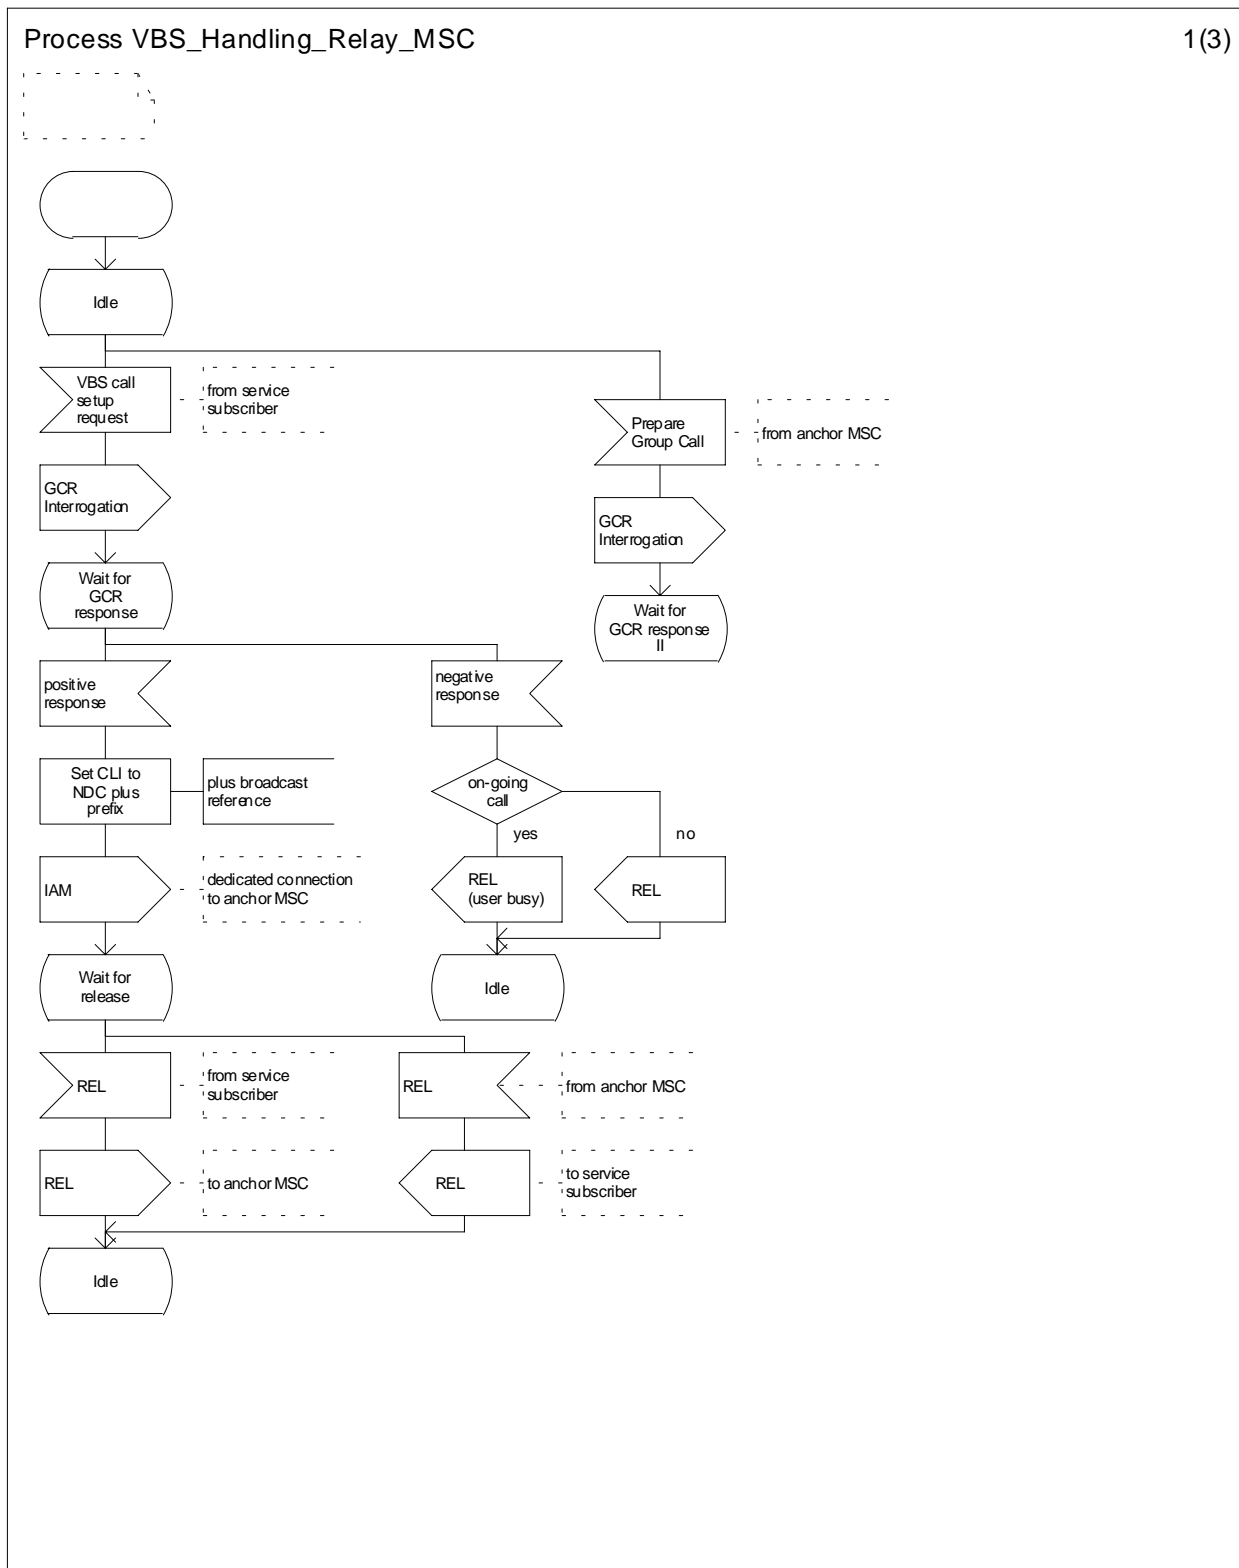 Process VBS_Handling_Relay_MSC
1(3)
Idle
VBS call
setup
request
from service
subscriber
Prepare
Group Call
from anchor MSC
GCR
Interrogation
GCR
Interrogation
Wait for
GCR
response
Wait for
GCR response
II
positive
response
negative
response
Set CLI to
NDC plus
prefix
plus broadcast
reference
on-going
call
yes
no
IAM
dedicated connection
to anchor MSC
REL
(user busy)
REL
Wait for
release
Idle
REL
from service
subscriber
REL
from anchor MSC
REL
to anchor MSC
REL
to service
subscriber
Idle